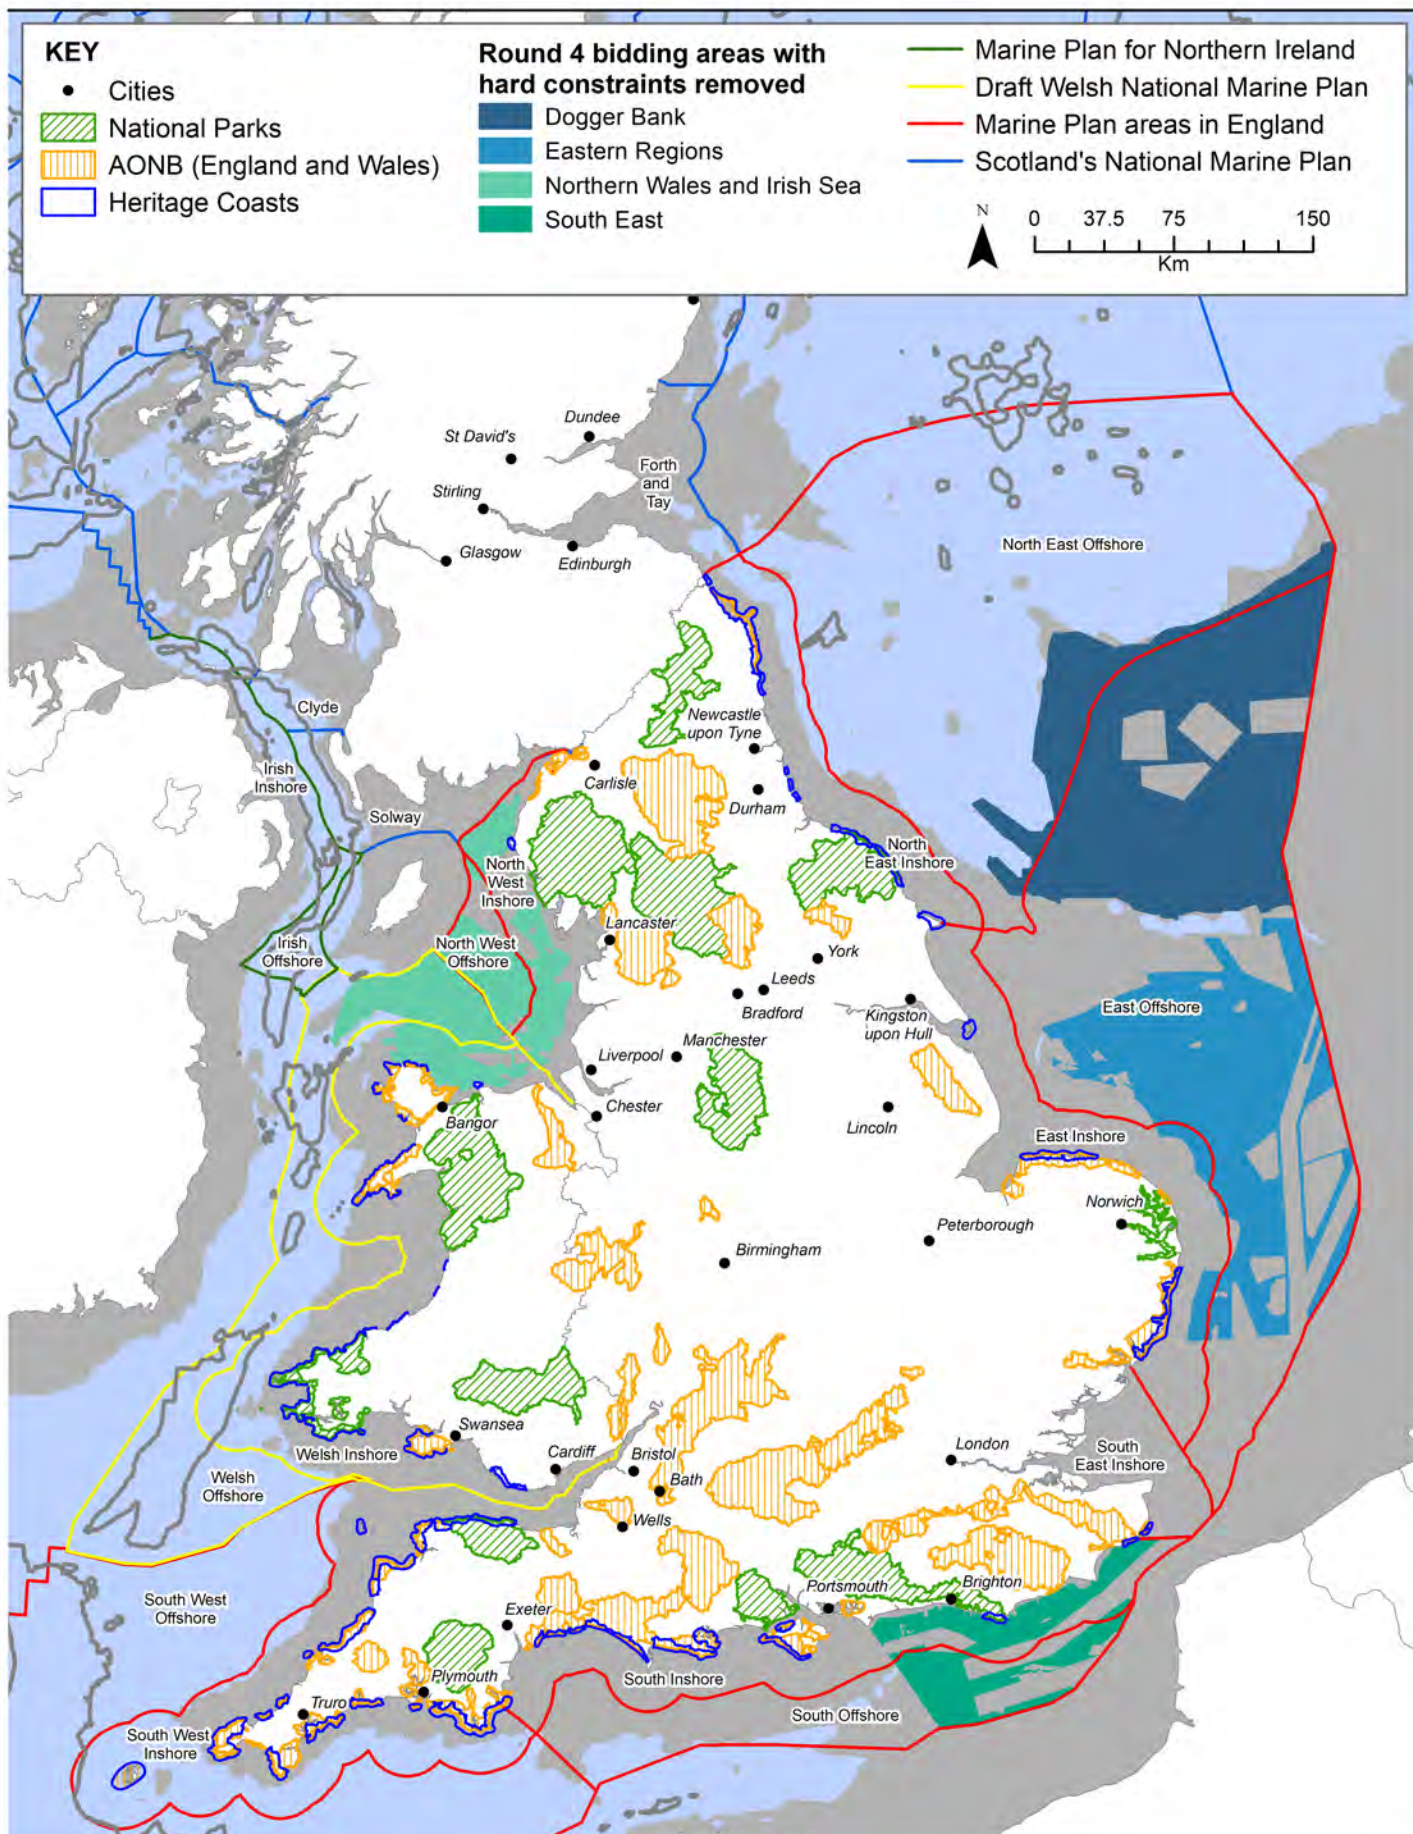 KEY
Cities
National Parks
AONB (England and Wales)
Heritage Coasts
Round 4 bidding areas with
hard constraints removed
Dogger Bank
Eastern Regions
Northern Wales and Irish Sea
South East
Marine Plan for Northern Ireland
Draft Welsh National Marine Plan
Marine Plan areas in England
Scotland's National Marine Plan
N
0 37.5 75 150
Km
Dundee
St David's
Forth
and
Tay
Stirling
Glasgow
Edinburgh
North East Offshore
Clyde
Newcastle
upon Tyne
Irish
Inshore
Carlisle
Durham
Solway
North
East Inshore
North
West
Inshore
Lancaster
Irish
Offshore
North West
Offshore
York
Leeds
Bradford
Kingston
upon Hull
East Offshore
Manchester
Liverpool
Chester
Bangor
Lincoln
East Inshore
Norwich
Peterborough
Birmingham
Swansea
Welsh Inshore
Cardiff
Bristol
Bath
London
South
East Inshore
Welsh
Offshore
Wells
South West
Offshore
Exeter
Portsmouth
Brighton
Plymouth
South Inshore
Truro
South Offshore
South West
Inshore